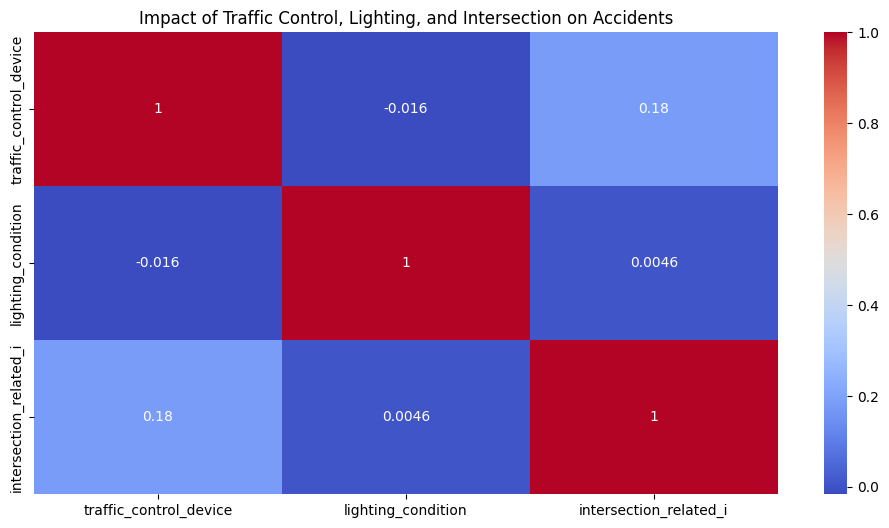 Impact of Traffic Control, Lighting, and Intersection on Accidents
traffic_control_device
1
-0.016
0.18
lighting_condition
-0.016
1
0.0046
intersection_related_i
0.18
0.0046
1
traffic_control_device
lighting_condition
intersection_related_i
1.0
0.8
0.6
0.4
0.2
0.0